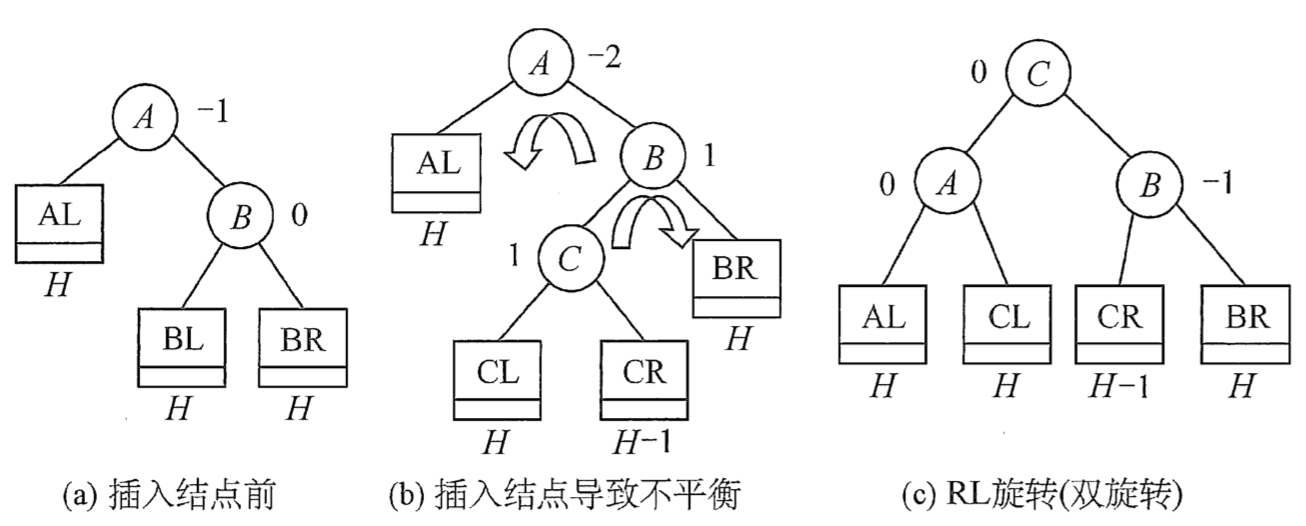 A -1
AL
H
B 0
BL
H
BR
H
(a) 插入结点前
A -2
AL
H
B 1
1 C
BR
H
CL
H
CR
H-1
(b) 插入结点导致不平衡
0 C
0 A
B -1
AL
H
CL
H
CR
H-1
BR
H
(c) RL旋转(双旋转)